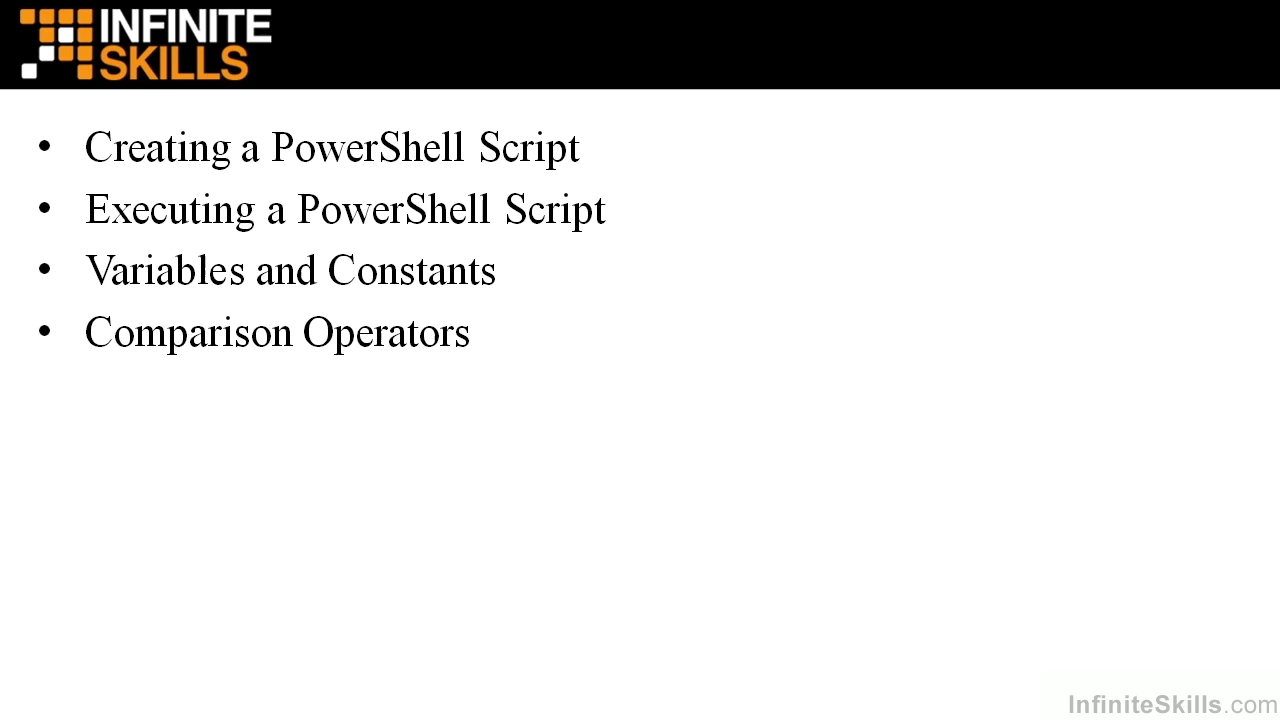 INFINITE
SKILLS
• Creating a PowerShell Script
• Executing a PowerShell Script
• Variables and Constants
• Comparison Operators
InfiniteSkills.com